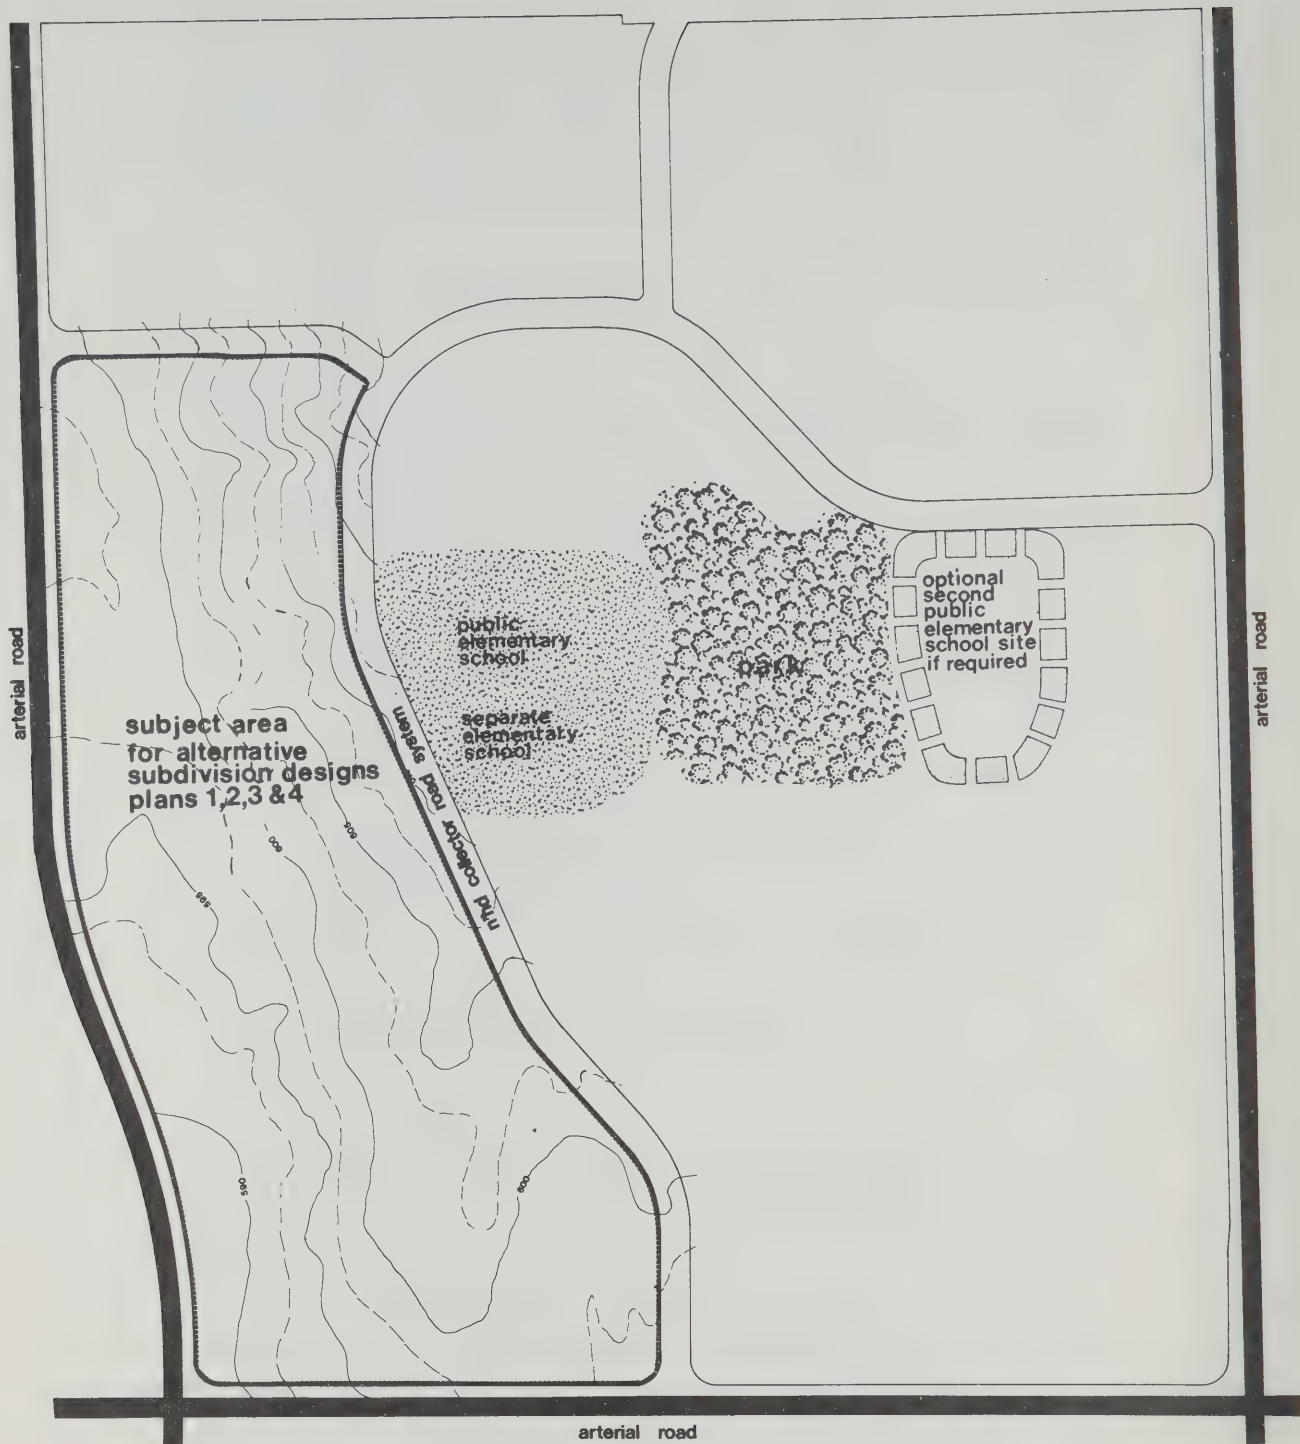 optional
second
public
elementary
school site
if required
public
elementary
school
park
separate
elementary
school
arterial road
arterial road
subject area
for alternative
subdivision designs
plans 1,2,3 &4
n'hd collector road system
605
600
595
590
600
arterial road